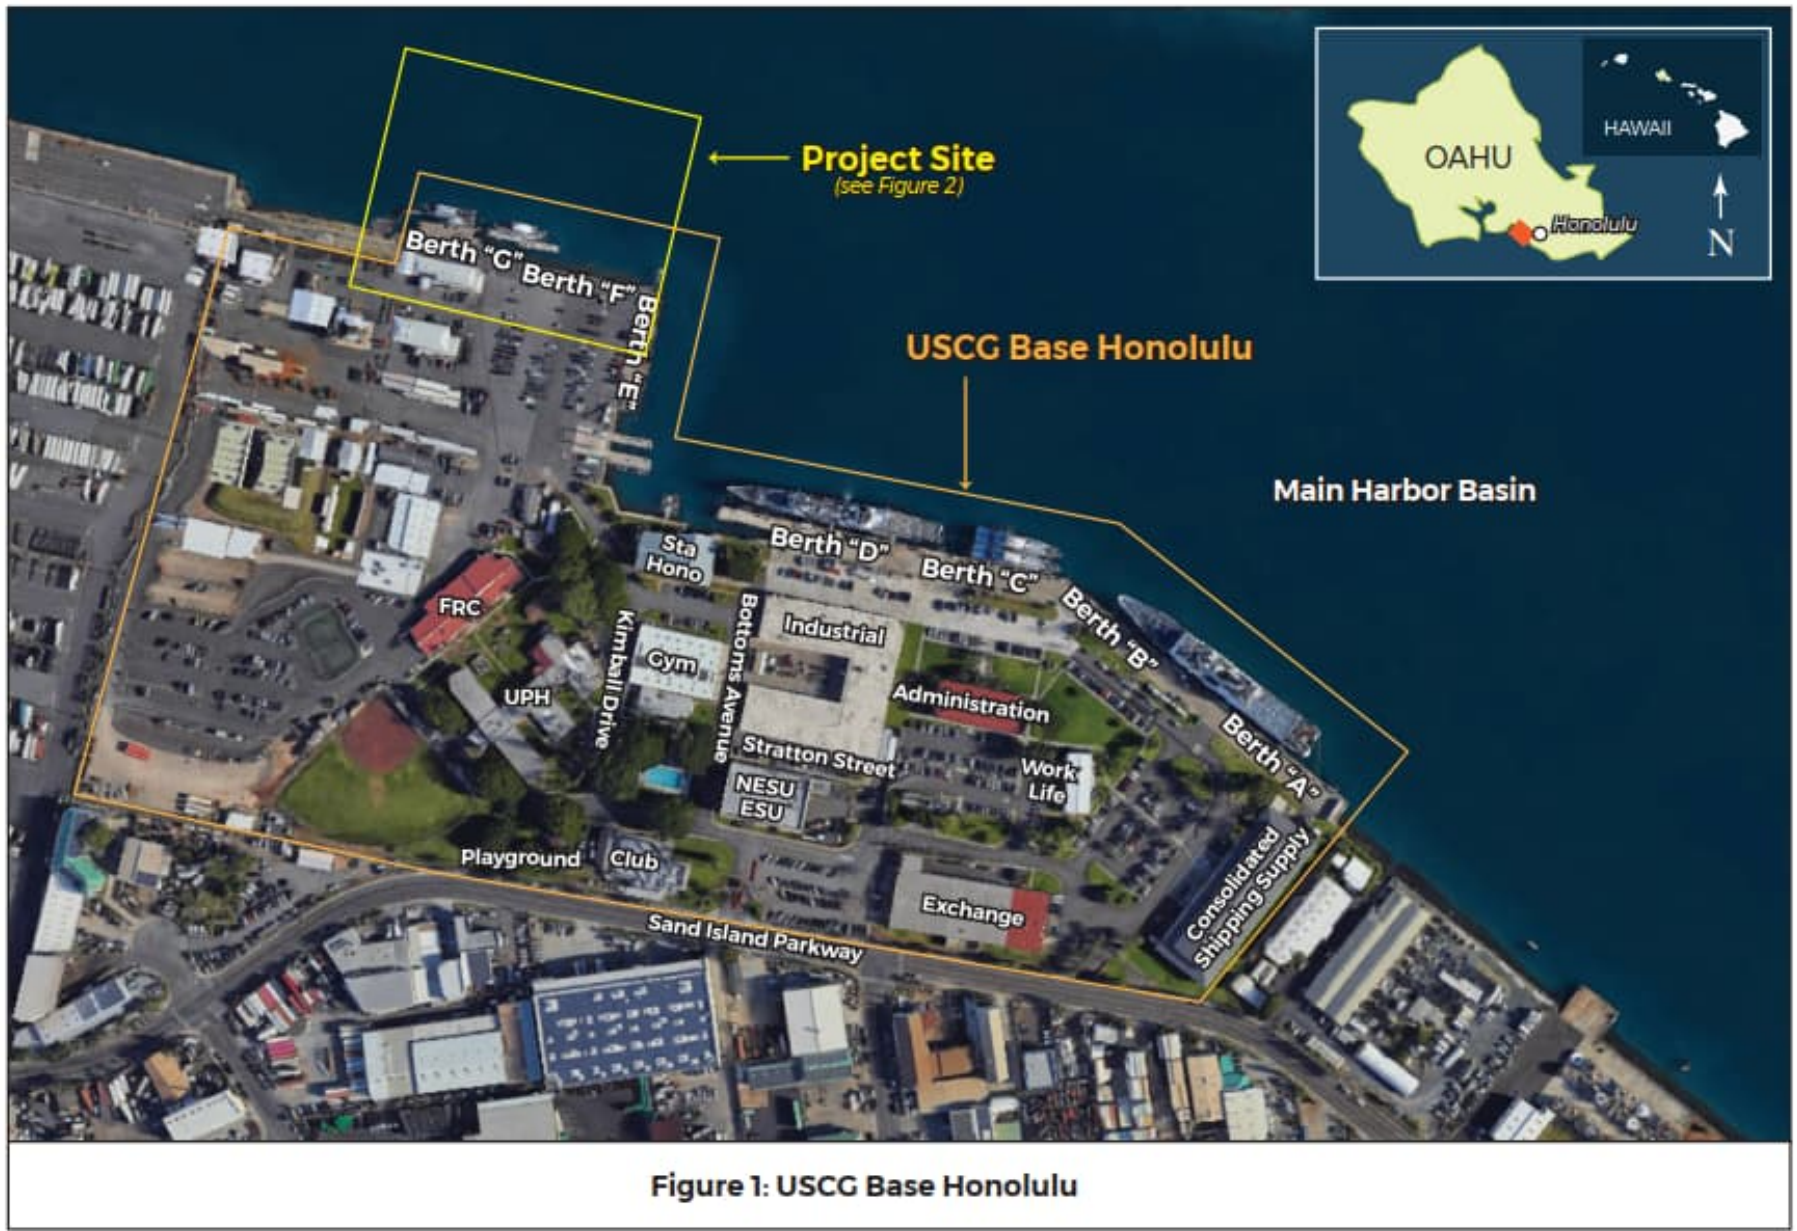 Project Site
(see Figure 2)
OAHU
HAWAII
Honolulu
N
Berth “G”
Berth “F”
Berth “E”
USCG Base Honolulu
Main Harbor Basin
Sta
Hono
Berth “D”
Berth “C”
Berth “B”
Berth “A”
FRC
Kimball Drive
Gym
Bottoms Avenue
Industrial
UPH
Administration
Stratton Street
NESU
ESU
Work
Life
Playground
Club
Exchange
Consolidated
Shipping Supply
Sand Island Parkway
Figure 1: USCG Base Honolulu